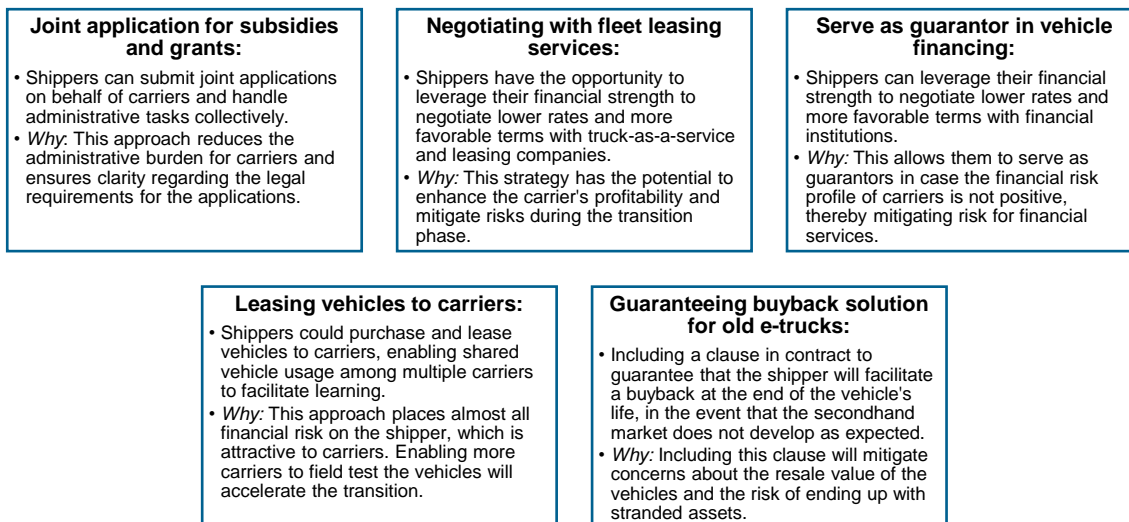 Joint application for subsidies
and grants:
• Shippers can submit joint applications
on behalf of carriers and handle
administrative tasks collectively.
• Why: This approach reduces the
administrative burden for carriers and
ensures clarity regarding the legal
requirements for the applications.
Negotiating with fleet leasing
services:
• Shippers have the opportunity to
leverage their financial strength to
negotiate lower rates and more
favorable terms with truck-as-a-service
and leasing companies.
• Why: This strategy has the potential to
enhance the carrier's profitability and
mitigate risks during the transition
phase.
Serve as guarantor in vehicle
financing:
• Shippers can leverage their financial
strength to negotiate lower rates and
more favorable terms with financial
institutions.
• Why: This allows them to serve as
guarantors in case the financial risk
profile of carriers is not positive,
thereby mitigating risk for financial
services.
Leasing vehicles to carriers:
• Shippers could purchase and lease
vehicles to carriers, enabling shared
vehicle usage among multiple carriers
to facilitate learning.
• Why: This approach places almost all
financial risk on the shipper, which is
attractive to carriers. Enabling more
carriers to field test the vehicles will
accelerate the transition.
Guaranteeing buyback solution
for old e-trucks:
• Including a clause in contract to
guarantee that the shipper will facilitate
a buyback at the end of the vehicle's
life, in the event that the secondhand
market does not develop as expected.
• Why: Including this clause will mitigate
concerns about the resale value of the
vehicles and the risk of ending up with
stranded assets.